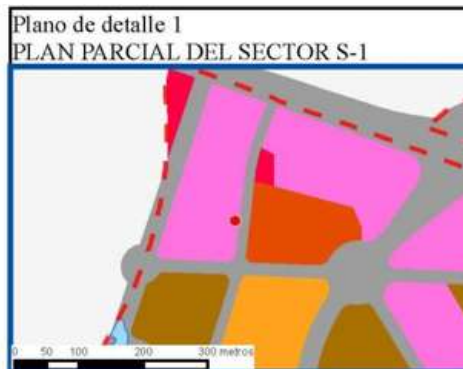 Plano de detalle 1
PLAN PARCIAL DEL SECTOR S-1
0 50 100 200 300 metros